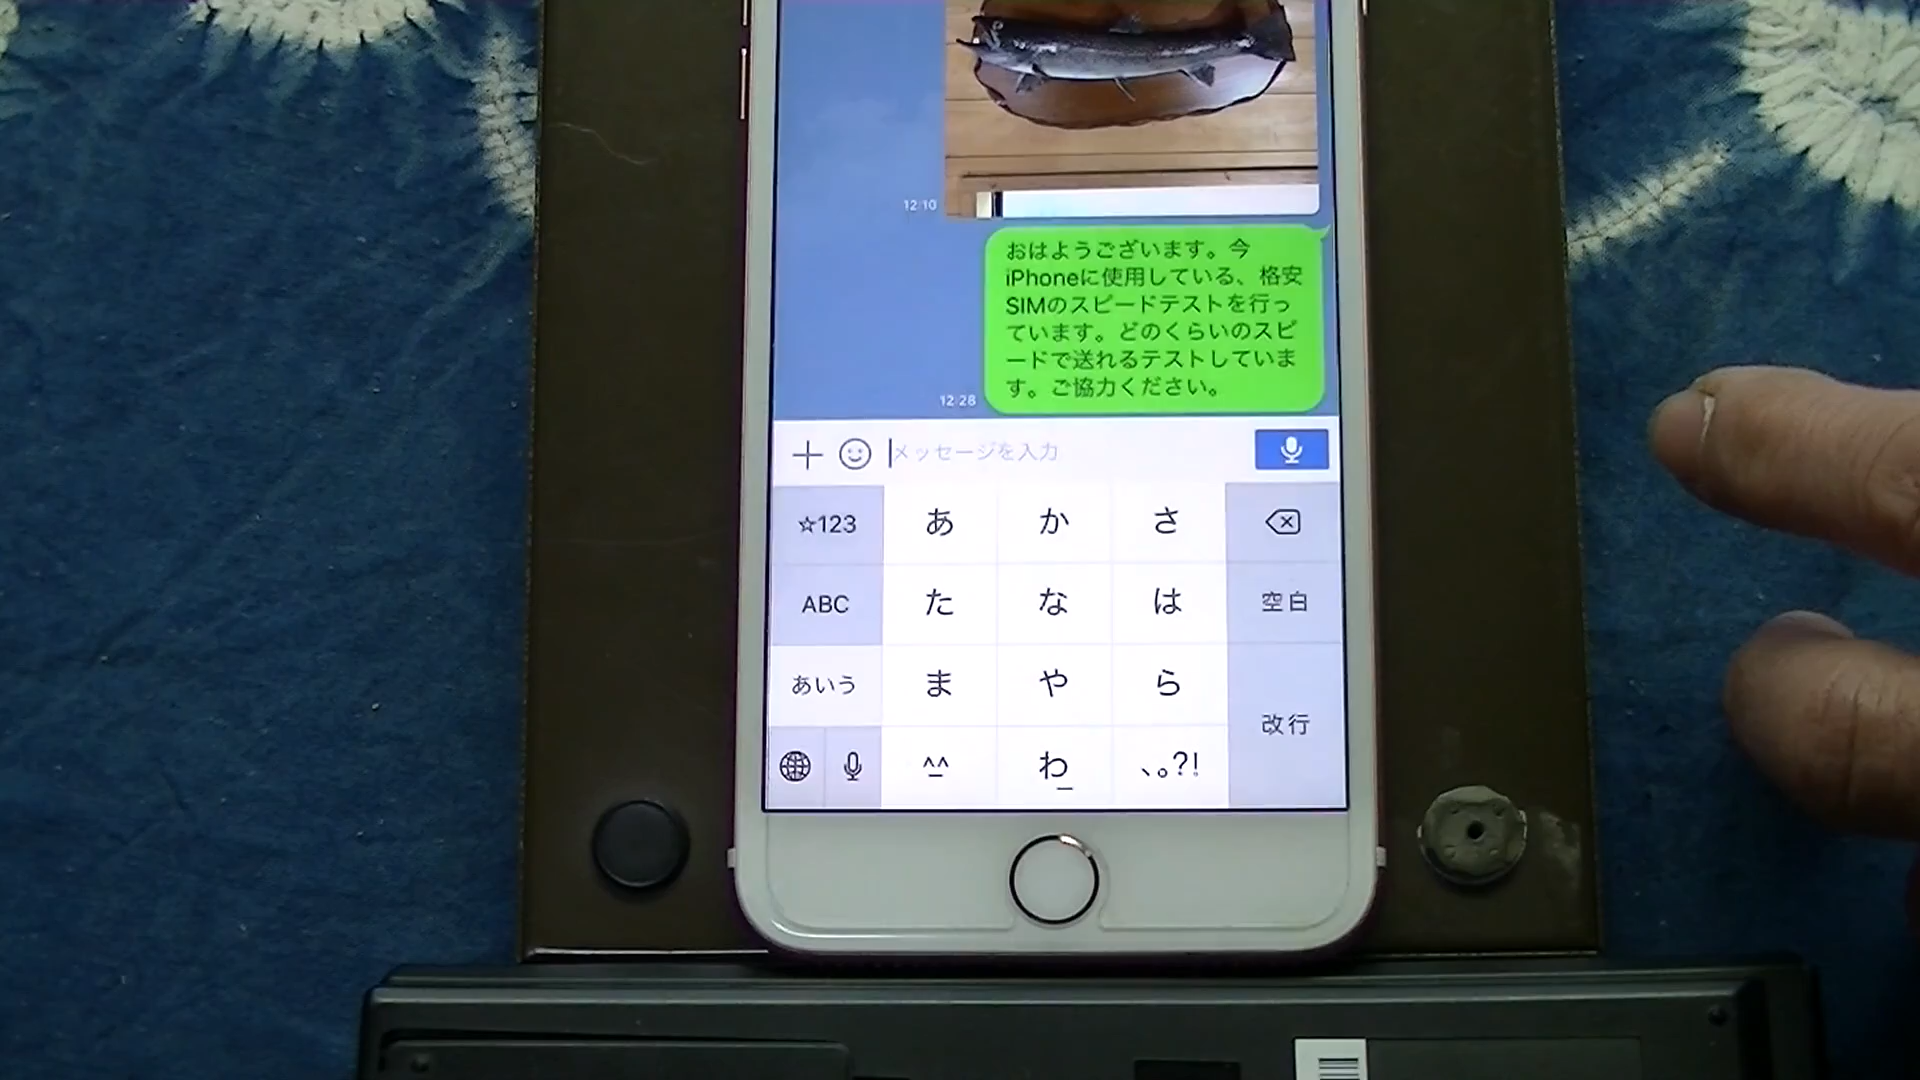 12:10
おはようございます。今
iPhoneに使用している、格安
SIMのスピードテストを行っ
ています。どのくらいのスピ
ードで送れるテストしていま
す。ご協力ください。
12:28
メッセージを入力
☆123 あ か さ
ABC た な は 空白
あいう ま や ら 改行
^_^ わ_ 、。?!